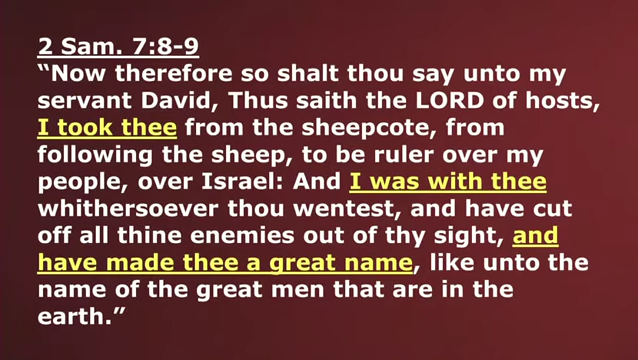 2 Sam. 7:8-9
“Now therefore so shalt thou say unto my
servant David, Thus saith the LORD of hosts,
I took thee from the sheepcote, from
following the sheep, to be ruler over my
people, over Israel: And I was with thee
whithersoever thou wentest, and have cut
off all thine enemies out of thy sight, and
have made thee a great name, like unto the
name of the great men that are in the
earth.”